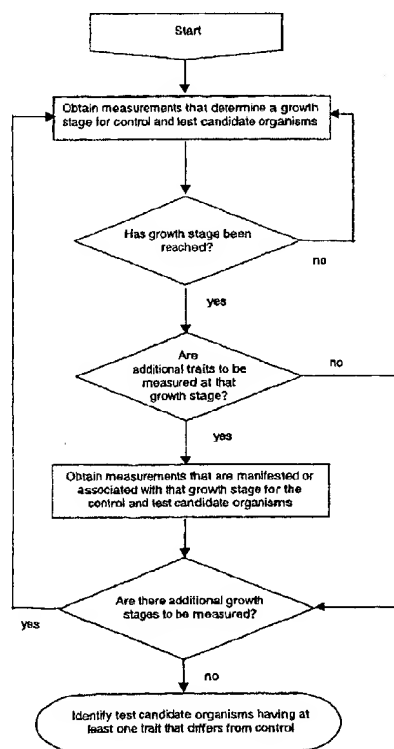 Start
Obtain measurements that determine a growth
stage for control and test candidate organisms
Has growth stage been
reached?
no
yes
Are
additional traits to be
measured at that
growth stage?
no
yes
Obtain measurements that are manifested or
associated with that growth stage for the
control and test candidate organisms
Are there additional growth
stages to be measured?
yes
no
Identify test candidate organisms having at
least one trait that differs from control